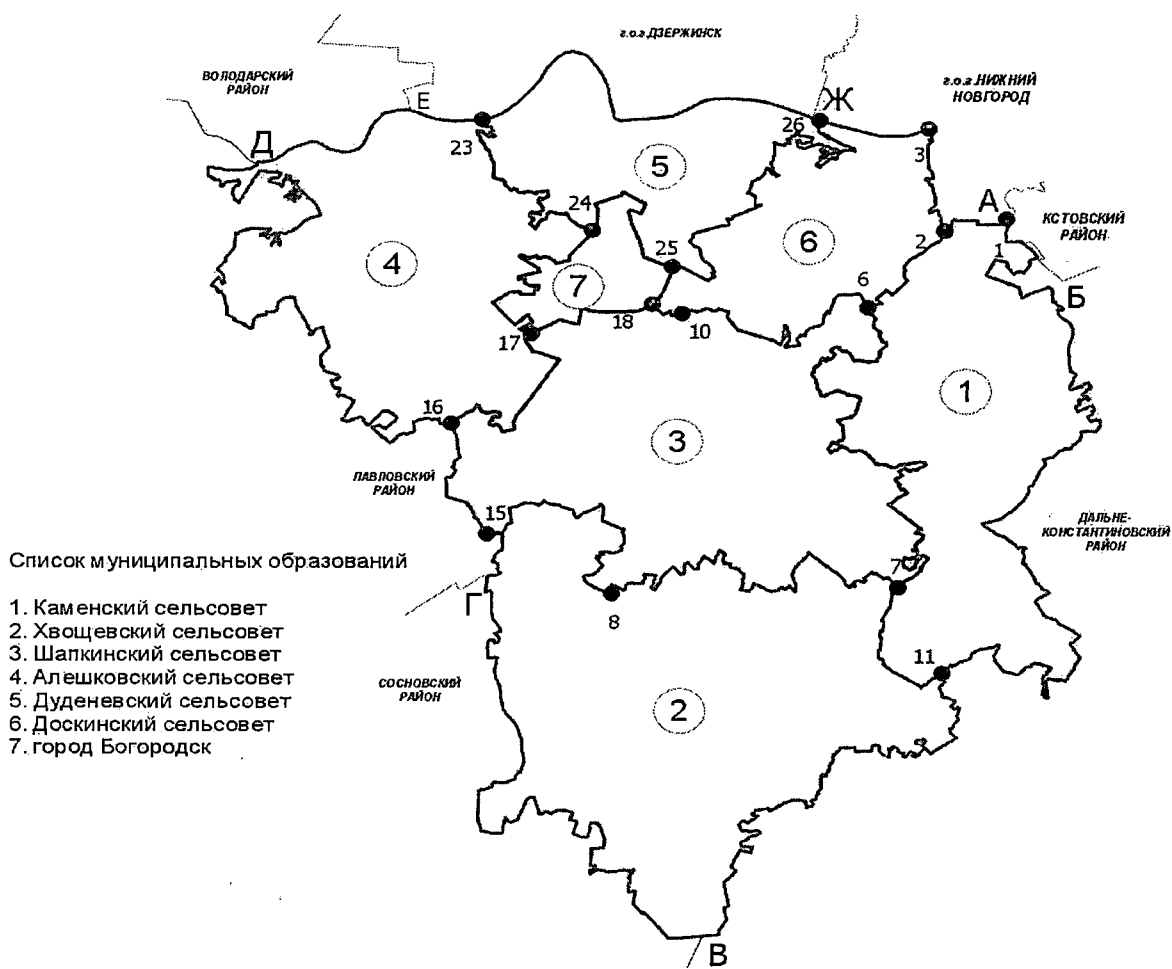 г.о.г.ДЗЕРЖИНСК
ВОЛОДАРСКИЙ
РАЙОН
г.о.г.НИЖНИЙ
НОВГОРОД
Е
Ж
Д
23
26
3
5
24
А
КСТОВСКИЙ
РАЙОН
2
1
4
6
25
6
Б
7
18
10
17
1
16
3
ПАВЛОВСКИЙ
РАЙОН
15
ДАЛЬНЕ-
КОНСТАНТИНОВСКИЙ
РАЙОН
7
Г
8
11
СОСНОВСКИЙ
РАЙОН
2
В
Список муниципальных образований
1. Каменский сельсовет
2. Хвощевский сельсовет
3. Шапкинский сельсовет
4. Алешковский сельсовет
5. Дуденевский сельсовет
6. Доскинский сельсовет
7. город Богородск